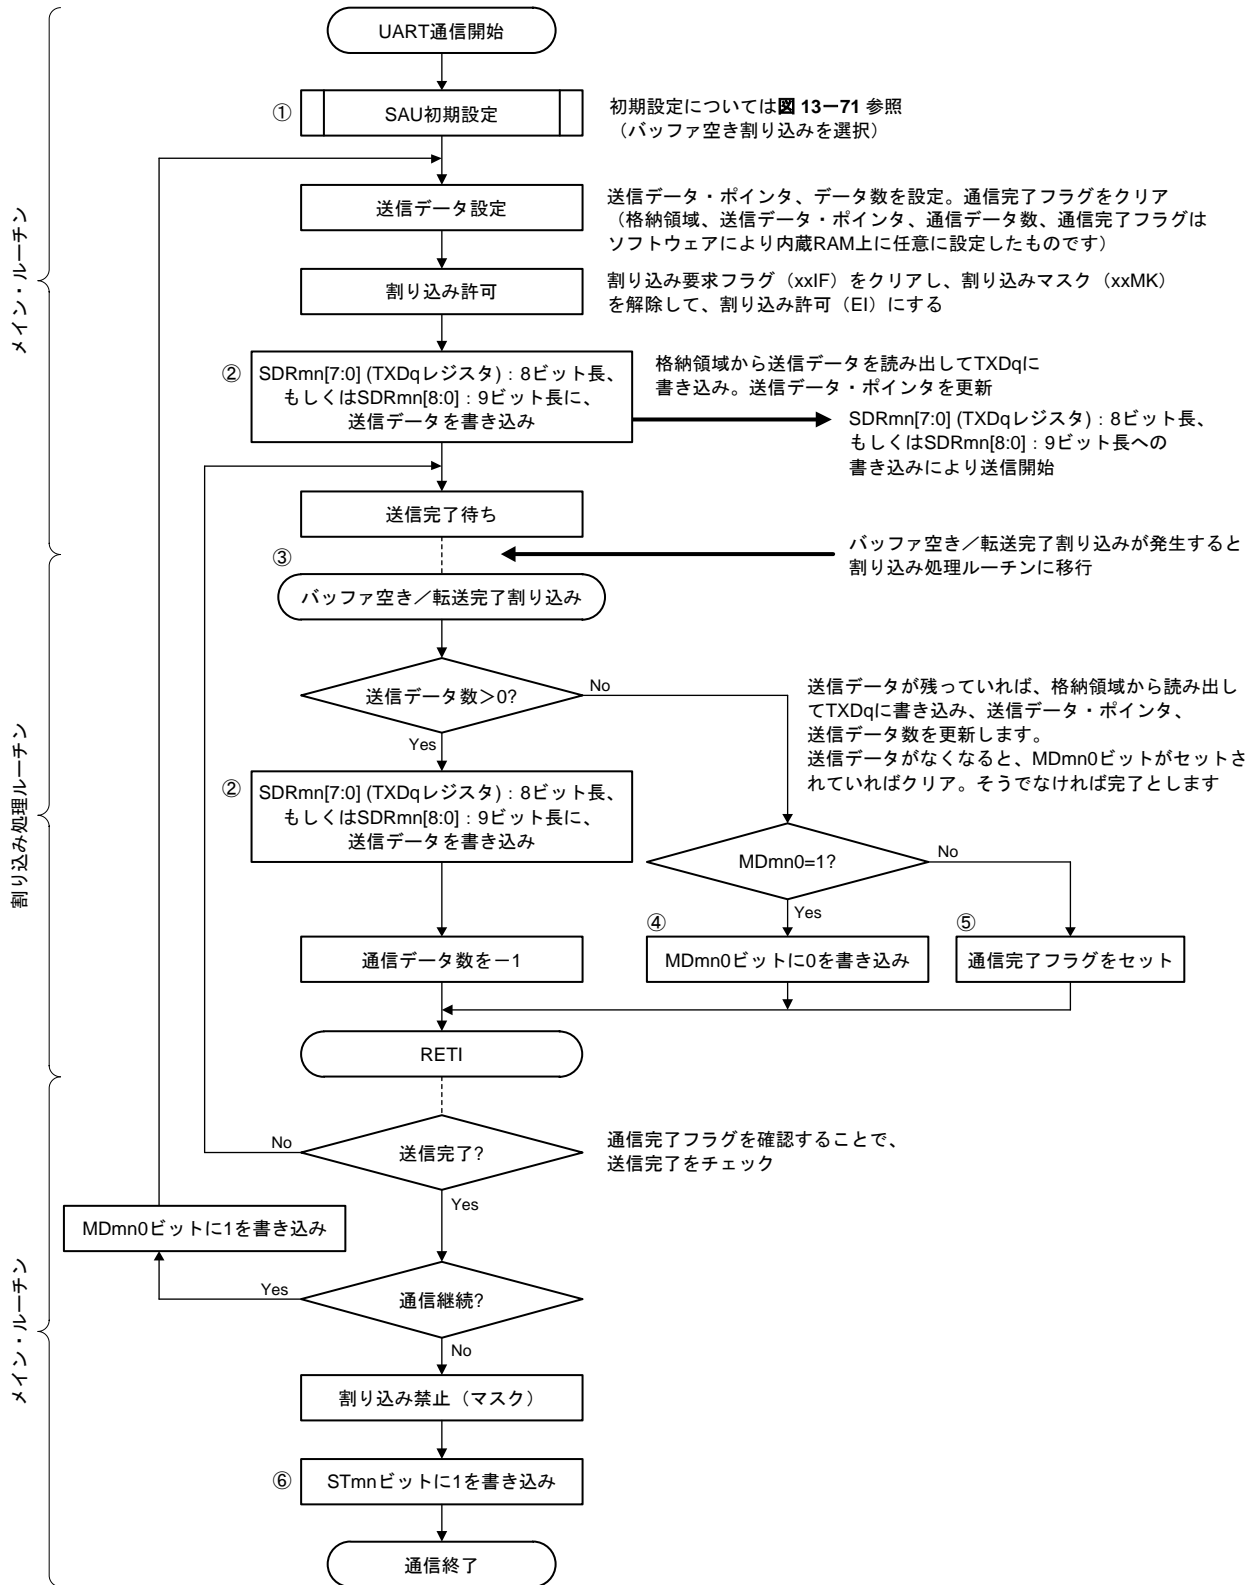 UART通信開始
①
SAU初期設定
初期設定については図 13－71 参照
（バッファ空き割り込みを選択）
送信データ設定
送信データ・ポインタ、データ数を設定。通信完了フラグをクリア
（格納領域、送信データ・ポインタ、通信データ数、通信完了フラグは
ソフトウェアにより内蔵RAM上に任意に設定したものです）
メイン・ルーチン
割り込み許可
割り込み要求フラグ（xxIF）をクリアし、割り込みマスク（xxMK）
を解除して、割り込み許可（EI）にする
②
SDRmn[7:0] (TXDqレジスタ)：8ビット長、
もしくはSDRmn[8:0]：9ビット長に、
送信データを書き込み
格納領域から送信データを読み出してTXDqに
書き込み。送信データ・ポインタを更新
SDRmn[7:0] (TXDqレジスタ)：8ビット長、
もしくはSDRmn[8:0]：9ビット長への
書き込みにより送信開始
送信完了待ち
③
バッファ空き／転送完了割り込みが発生すると
割り込み処理ルーチンに移行
バッファ空き／転送完了割り込み
送信データ数＞0?
No
Yes
送信データが残っていれば、格納領域から読み出し
てTXDqに書き込み、送信データ・ポインタ、
送信データ数を更新します。
送信データがなくなると、MDmn0ビットがセットさ
れていればクリア。そうでなければ完了とします
割り込み処理ルーチン
②
SDRmn[7:0] (TXDqレジスタ)：8ビット長、
もしくはSDRmn[8:0]：9ビット長に、
送信データを書き込み
MDmn0=1?
No
Yes
④
⑤
通信データ数を－1
MDmn0ビットに0を書き込み
通信完了フラグをセット
RETI
No
送信完了?
通信完了フラグを確認することで、
送信完了をチェック
Yes
MDmn0ビットに1を書き込み
メイン・ルーチン
Yes
通信継続?
No
割り込み禁止（マスク）
⑥
STmnビットに1を書き込み
通信終了